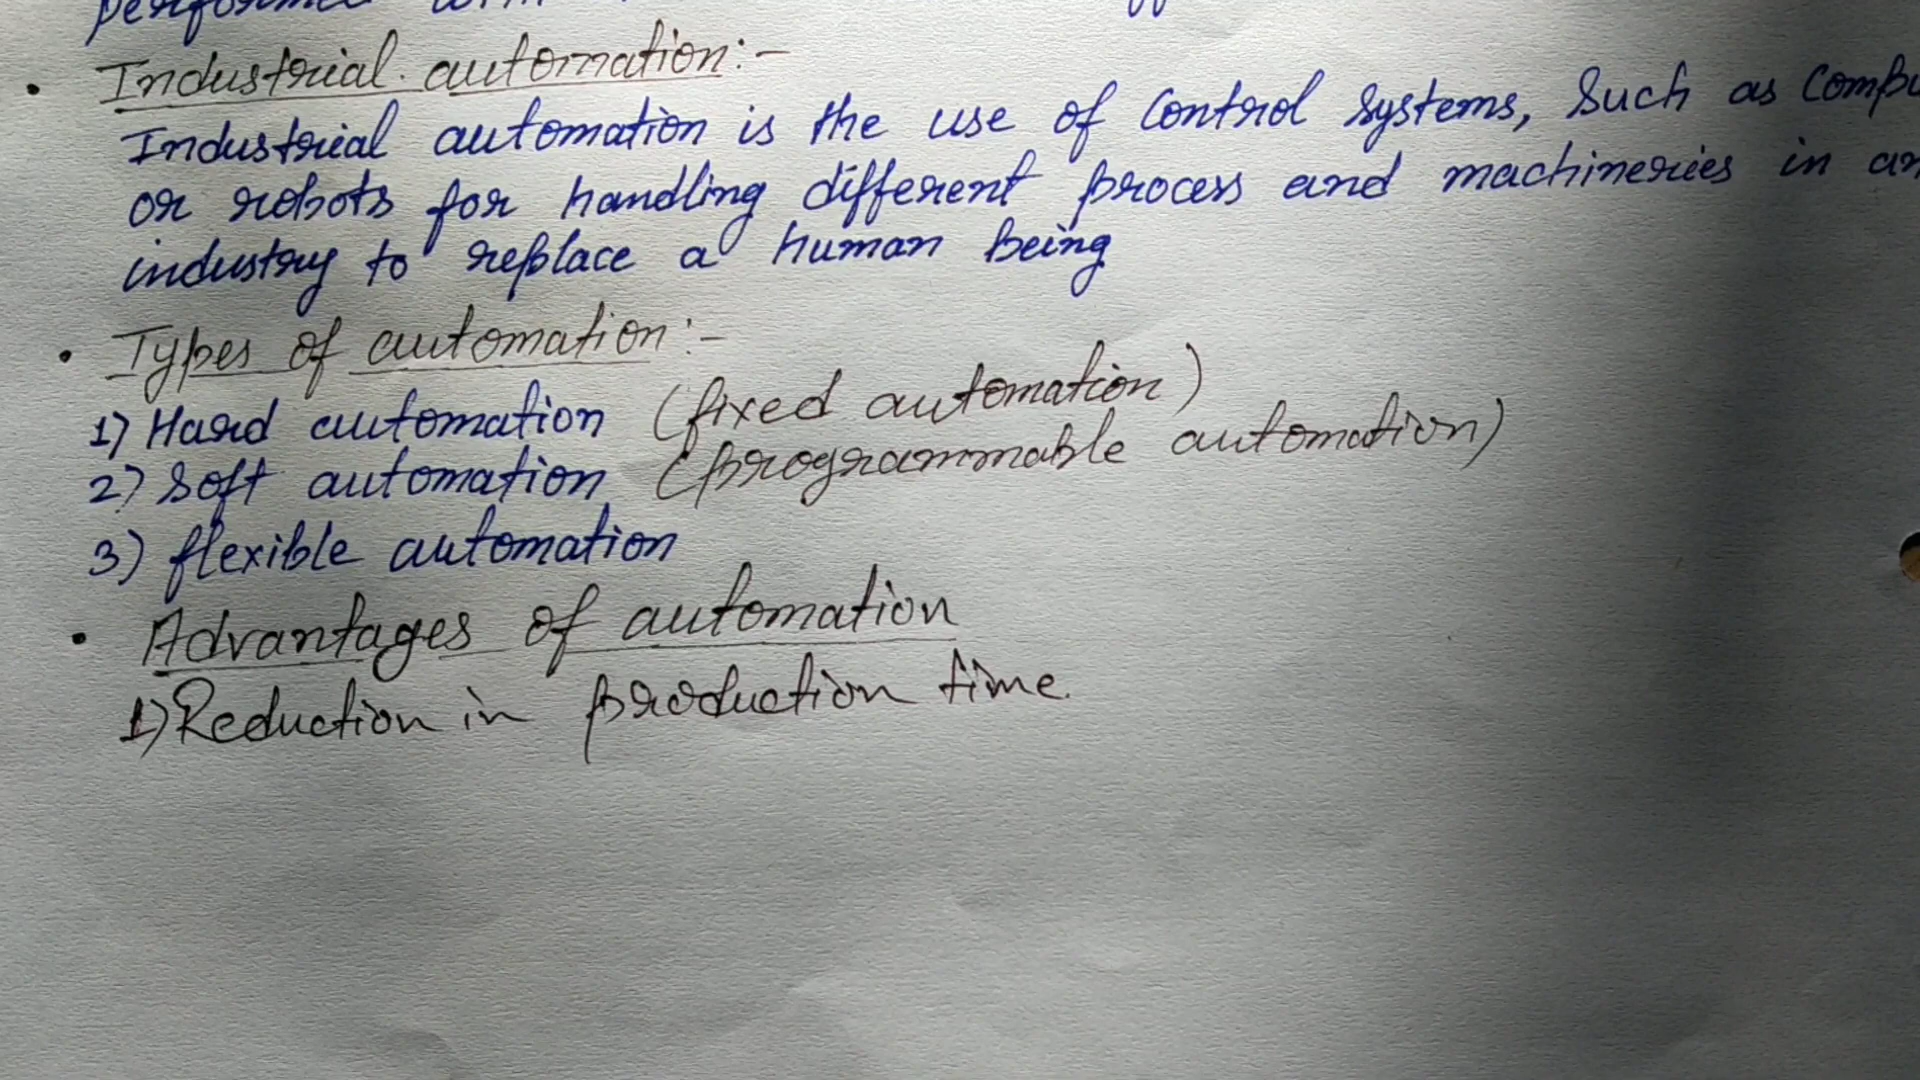 • Industrial automation:-
Industrial automation is the use of Control Systems, Such as
or robots for handling different process and machineries in
industry to replace a human being
• Types of automation:-
1) Hard automation (fixed automation)
2) Soft automation (programmable automation)
3) flexible automation
• Advantages of automation
1) Reduction in production time.